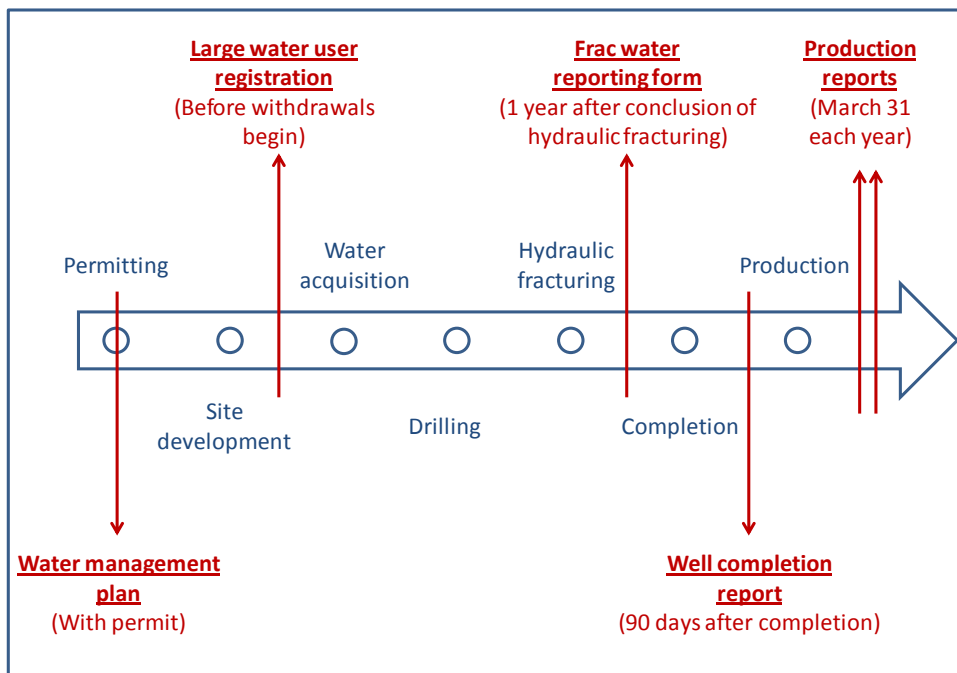 Large water user
registration
(Before withdrawals
begin)
Frac water
reporting form
(1 year after conclusion of
hydraulic fracturing)
Production
reports
(March 31
each year)
Permitting
Water
acquisition
Hydraulic
fracturing
Production
Site
development
Drilling
Completion
Water management
plan
(With permit)
Well completion
report
(90 days after completion)